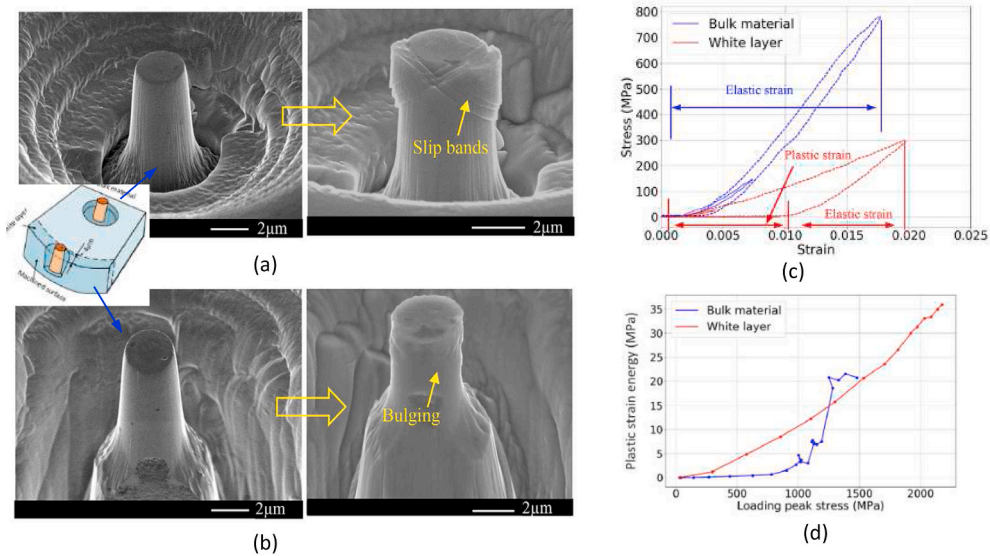 Slip bands
2μm
2μm
(a)
material
layer
4μm
Machined surface
Bulging
2μm
2μm
(b)
800
700
600
500
400
300
200
100
0
Stress (MPa)
Bulk material
White layer
Elastic strain
Plastic strain
Elastic strain
0.000
0.005
0.010
0.015
0.020
0.025
Strain
(c)
35
30
25
20
15
10
5
0
Plastic strain energy (MPa)
Bulk material
White layer
0
500
1000
1500
2000
Loading peak stress (MPa)
(d)